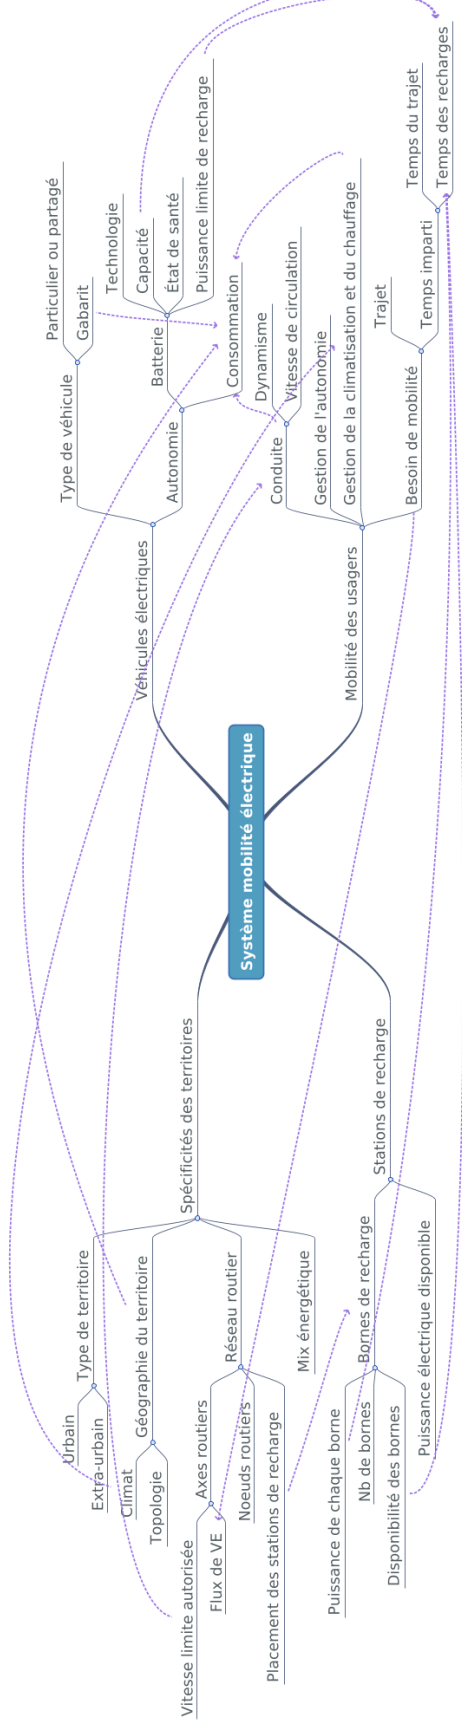 Système mobilité électrique
Véhicules électriques
Type de véhicule
Particulier ou partagé
Gabarit
Autonomie
Batterie
Technologie
Capacité
État de santé
Puissance limite de recharge
Consommation
Mobilité des usagers
Conduite
Dynamisme
Vitesse de circulation
Gestion de l'autonomie
Gestion de la climatisation et du chauffage
Besoin de mobilité
Trajet
Temps imparti
Temps du trajet
Temps des recharges
Spécificités des territoires
Type de territoire
Urbain
Extra-urbain
Géographie du territoire
Climat
Topologie
Réseau routier
Axes routiers
Vitesse limite autorisée
Flux de VE
Noeuds routiers
Placement des stations de recharge
Mix énergétique
Stations de recharge
Bornes de recharge
Puissance de chaque borne
Nb de bornes
Disponibilité des bornes
Puissance électrique disponible